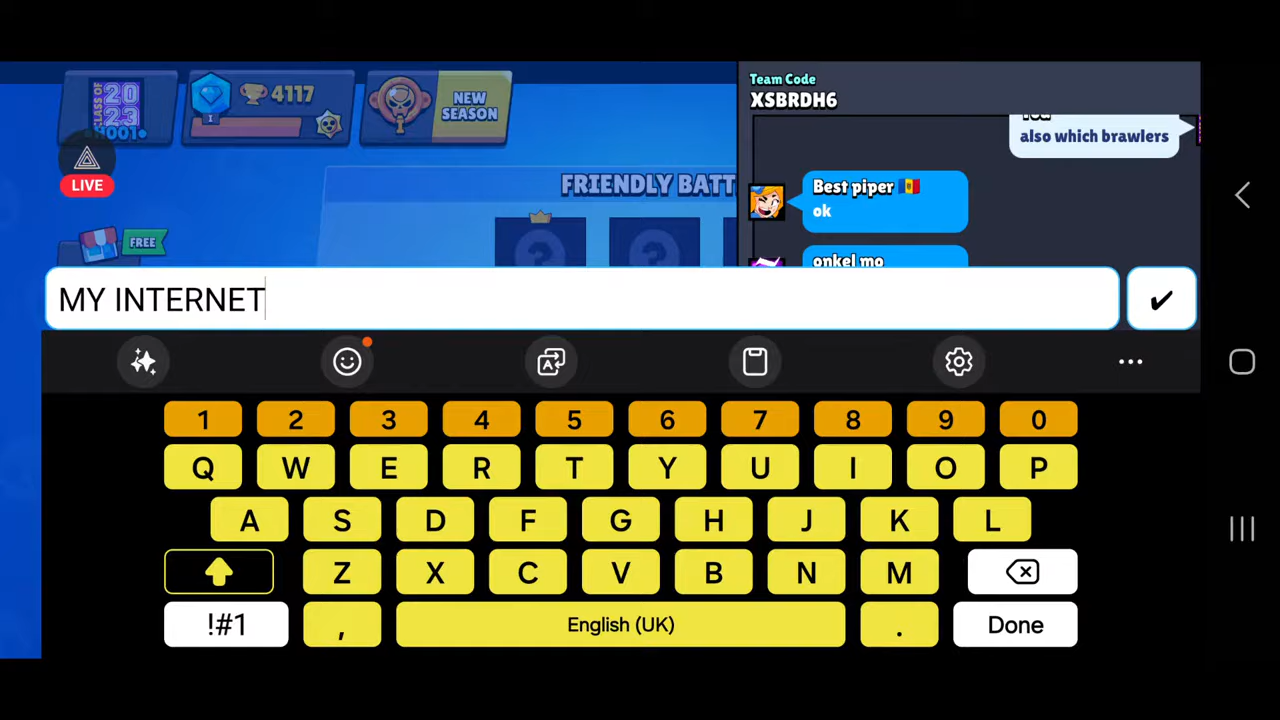 CLASS OF
2023
4117
I
NEW
SEASON
Team Code
XSBRDH6
also which brawlers
LIVE
FRIENDLY BATT
Best piper
ok
FREE
onkel mo
MY INTERNET
1 2 3 4 5 6 7 8 9 0
Q W E R T Y U I O P
A S D F G H J K L
Z X C V B N M
!#1 , English (UK) . Done